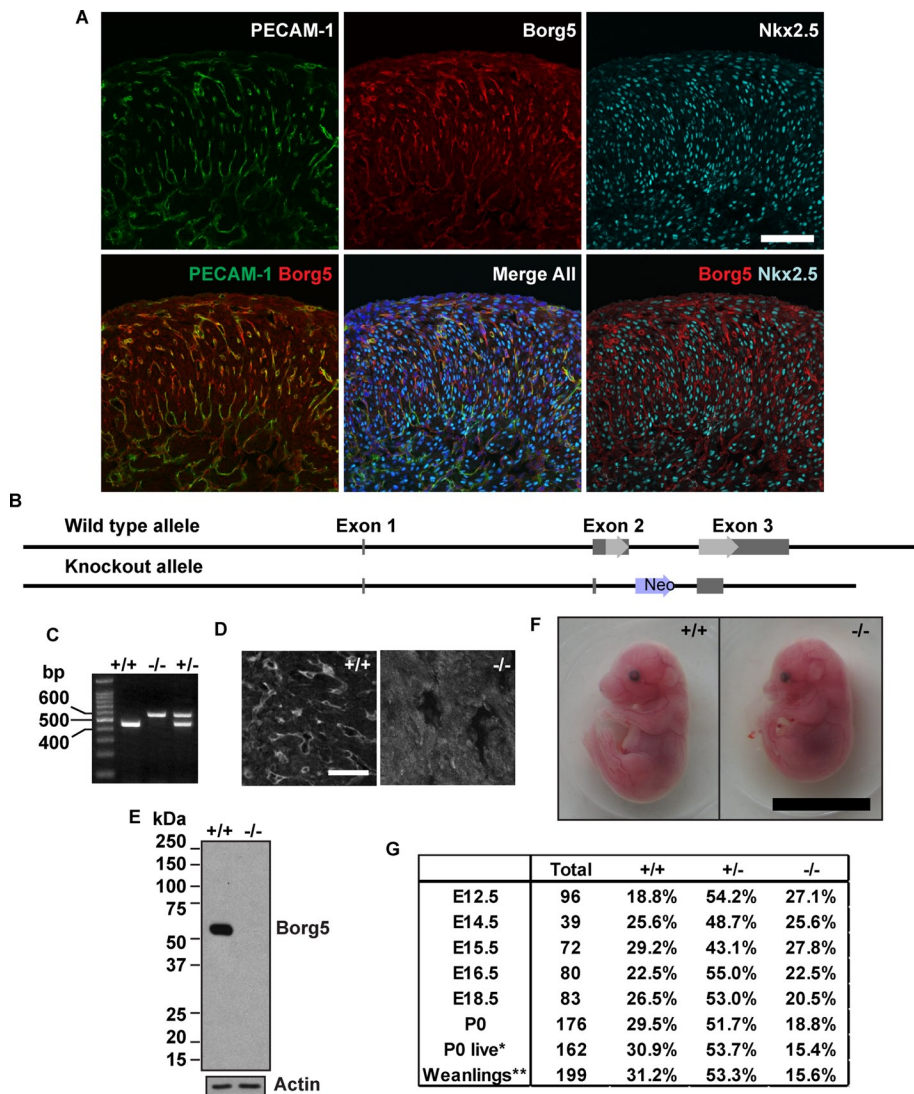 A
PECAM-1 Borg5 Nkx2.5
PECAM-1 Borg5 Merge All Borg5 Nkx2.5
B
Wild type allele Exon 1 Exon 2 Exon 3
Knockout allele
Neo
C
+/+ -/- +/-
bp
600
500
400
D
+/+ -/-
F
+/+ -/-
E
kDa +/+ -/-
250
150
100
75
50 Borg5
37
25
20
15
Actin
G
Total +/+ +/- -/-
E12.5 96 18.8% 54.2% 27.1%
E14.5 39 25.6% 48.7% 25.6%
E15.5 72 29.2% 43.1% 27.8%
E16.5 80 22.5% 55.0% 22.5%
E18.5 83 26.5% 53.0% 20.5%
P0 176 29.5% 51.7% 18.8%
P0 live* 162 30.9% 53.7% 15.4%
Weanlings** 199 31.2% 53.3% 15.6%